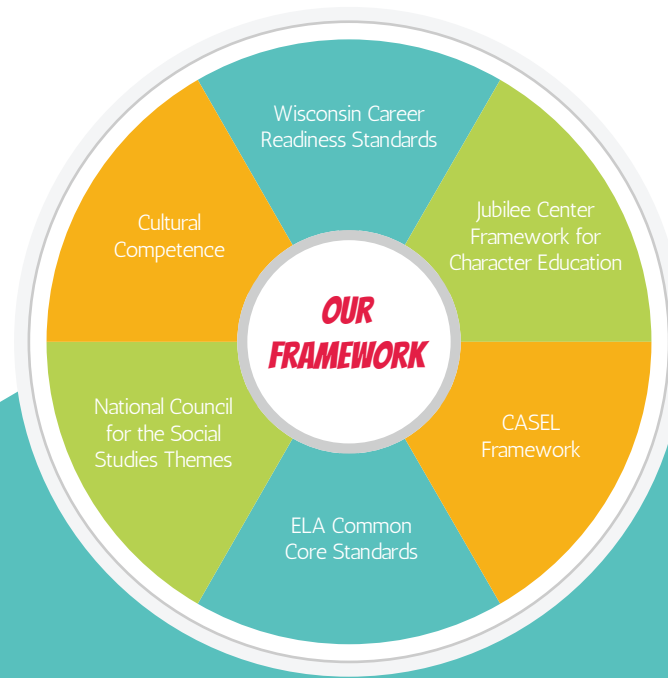 Wisconsin Career
Readiness Standards
Jubilee Center
Framework for
Character Education
CASEL
Framework
ELA Common
Core Standards
National Council
for the Social
Studies Themes
Cultural
Competence
OUR
FRAMEWORK